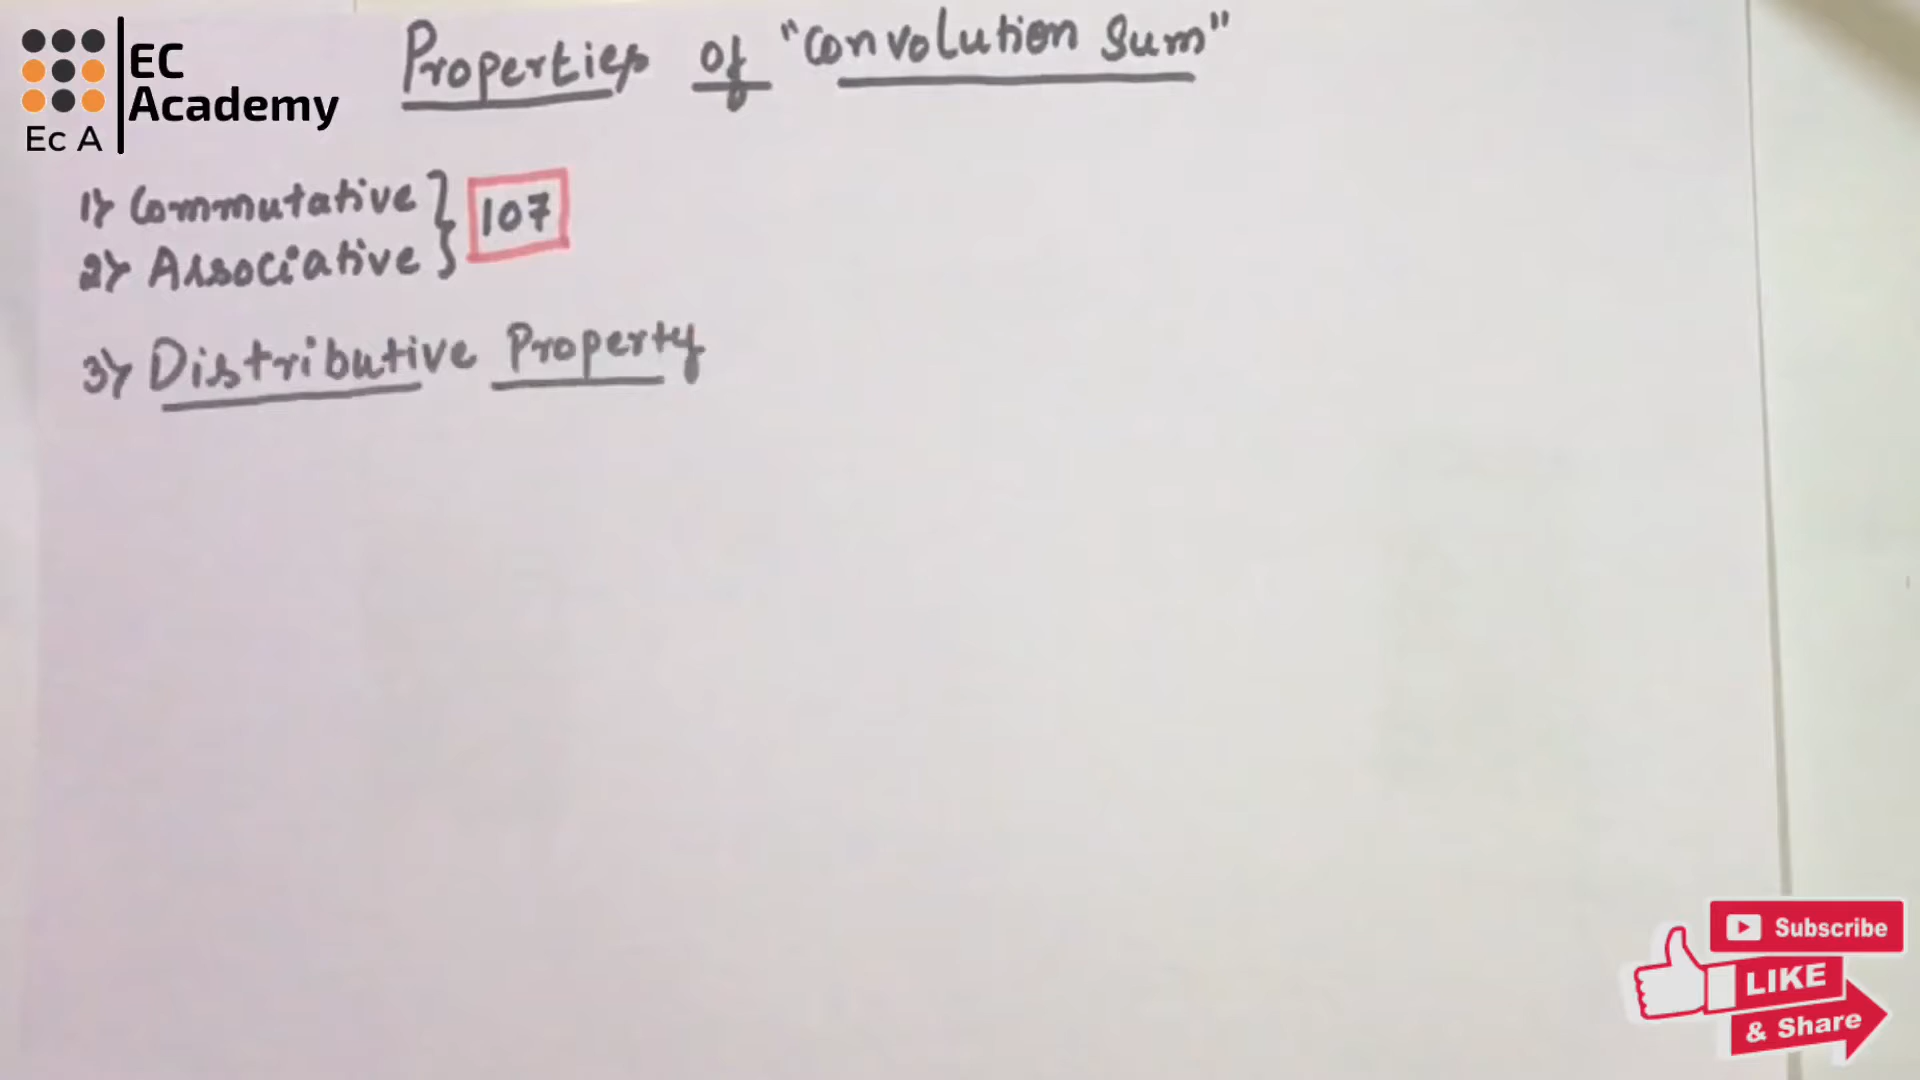 EC
Academy
Ec A
Properties of "Convolution Sum"
1) Commutative
2) Associative
107
3) Distributive Property
Subscribe
LIKE
& Share